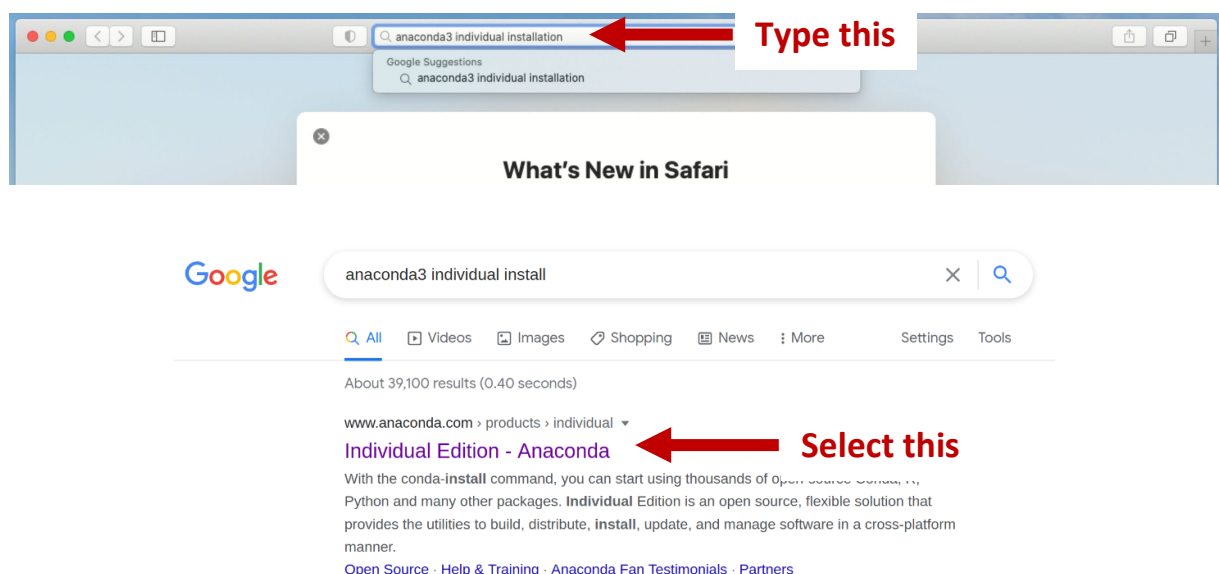 anaconda3 individual installation
Type this
Google Suggestions
anaconda3 individual installation
What's New in Safari
Google
anaconda3 individual install
All Videos Images Shopping News More Settings Tools
About 39,100 results (0.40 seconds)
www.anaconda.com › products › individual
Individual Edition - Anaconda
Select this
With the conda-install command, you can start using thousands of open-source Conda, R,
Python and many other packages. Individual Edition is an open source, flexible solution that
provides the utilities to build, distribute, install, update, and manage software in a cross-platform
manner.
Open Source · Help & Training · Anaconda Fan Testimonials · Partners